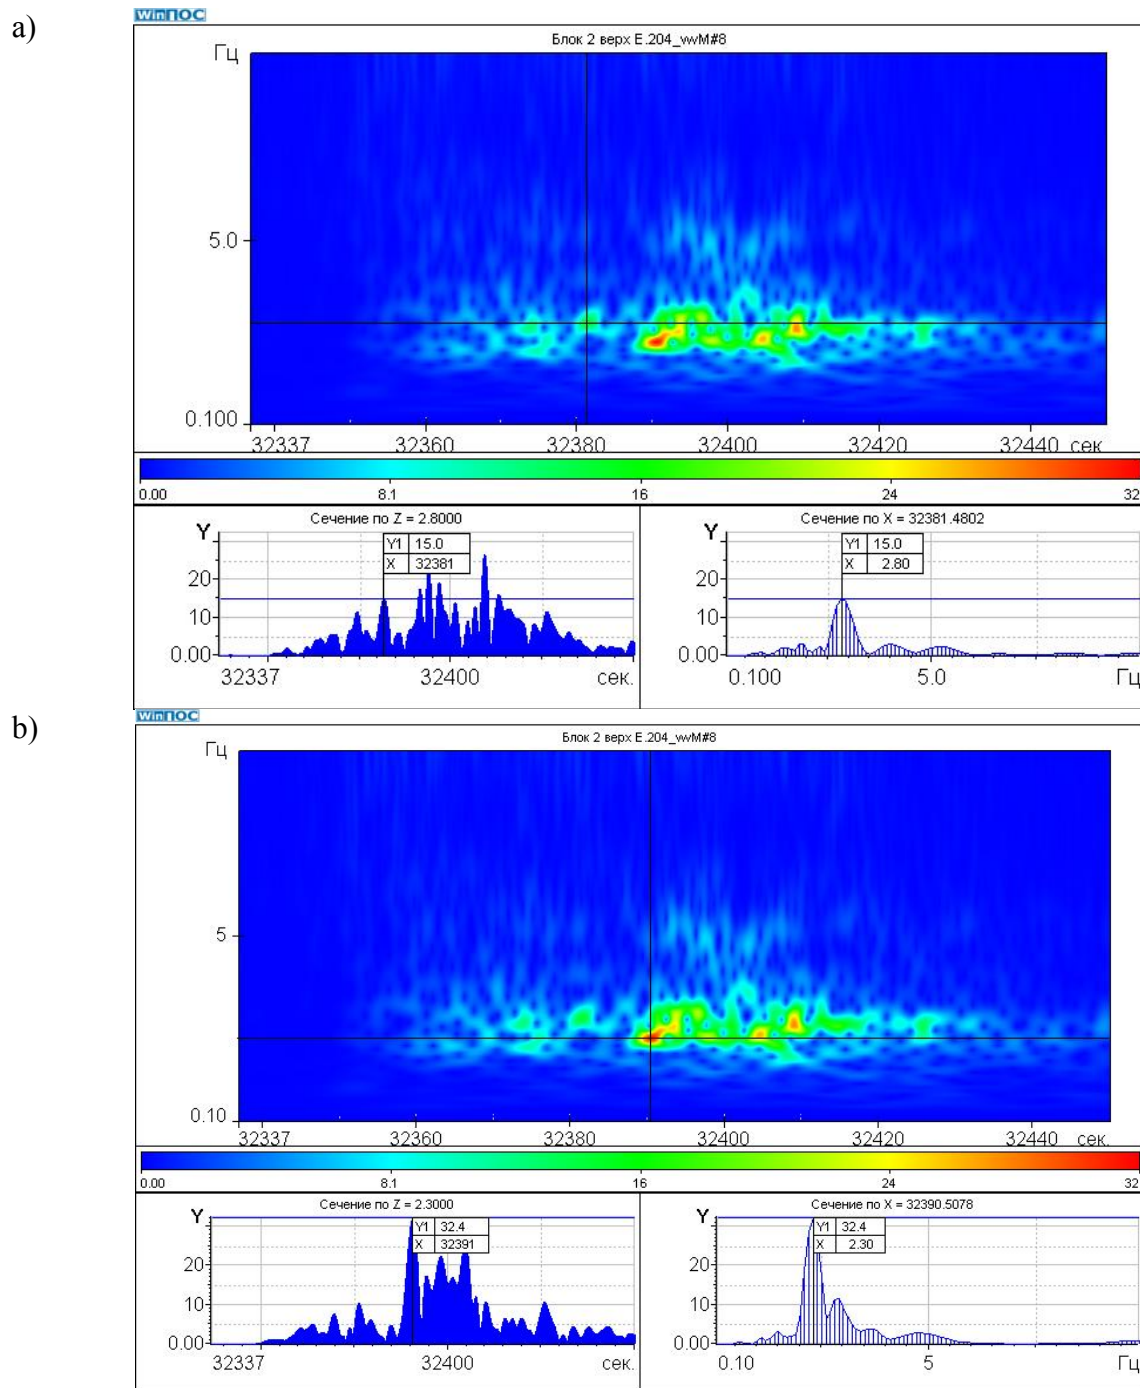 a)
WinПОС
Блок 2 верх Е.204_vvM#8
Гц
5.0
0.100
32337 32360 32380 32400 32420 32440 сек.
0.00 8.1 16 24 32
Сечение по Z = 2.8000
Y
Y1 15.0
X 32381
20
10
0.00
32337 32400 сек.
Сечение по X = 32381.4802
Y
Y1 15.0
X 2.80
20
10
0.00
0.100 5.0 Гц
b)
WinПОС
Блок 2 верх Е.204_vvM#8
Гц
5
0.10
32337 32360 32380 32400 32420 32440 сек.
0.00 8.1 16 24 32
Сечение по Z = 2.3000
Y
Y1 32.4
X 32391
20
10
0.00
32337 32400 сек.
Сечение по X = 32390.5078
Y
Y1 32.4
X 2.30
20
10
0.00
0.10 5 Гц